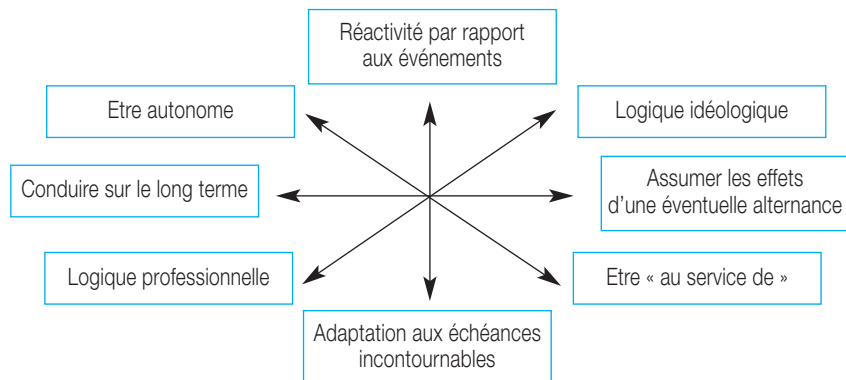 Réactivité par rapport
aux événements
Etre autonome
Logique idéologique
Conduire sur le long terme
Assumer les effets
d'une éventuelle alternance
Logique professionnelle
Etre « au service de »
Adaptation aux échéances
incontournables